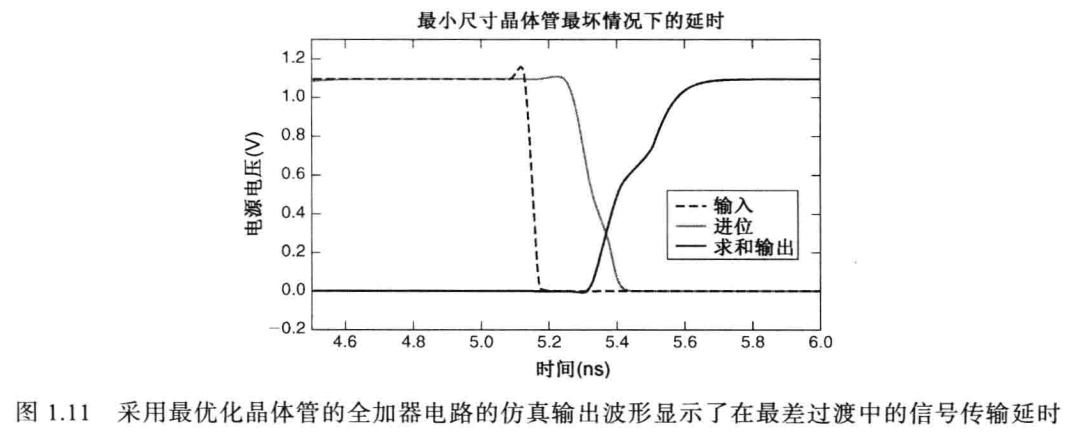 最小尺寸晶体管最坏情况下的延时
1.2
1.0
0.8
0.6
0.4
0.2
0.0
−0.2
电源电压(V)
输入
进位
求和输出
4.6 4.8 5.0 5.2 5.4 5.6 5.8 6.0
时间(ns)
图 1.11 采用最优化晶体管的全加器电路的仿真输出波形显示了在最差过渡中的信号传输延时